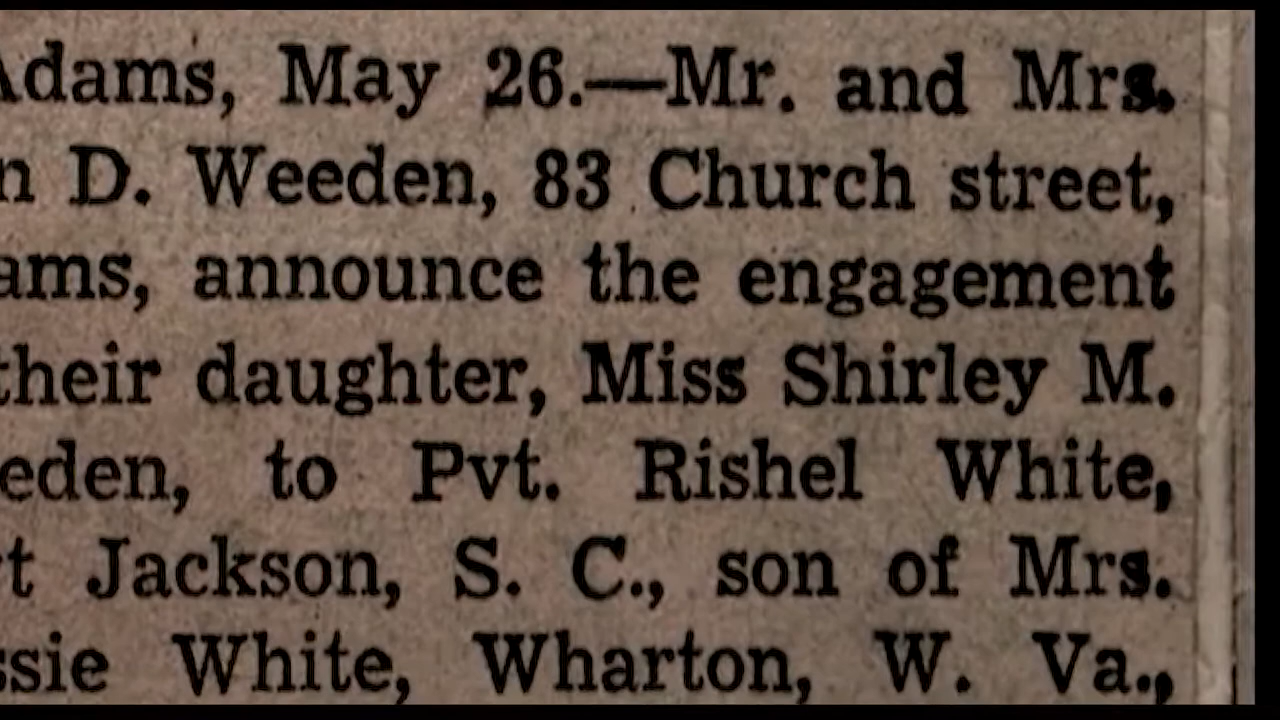 Adams, May 26.—Mr. and Mrs.
n D. Weeden, 83 Church street,
ams, announce the engagement
their daughter, Miss Shirley M.
eden, to Pvt. Rishel White,
t Jackson, S. C., son of Mrs.
ssie White, Wharton, W. Va.,